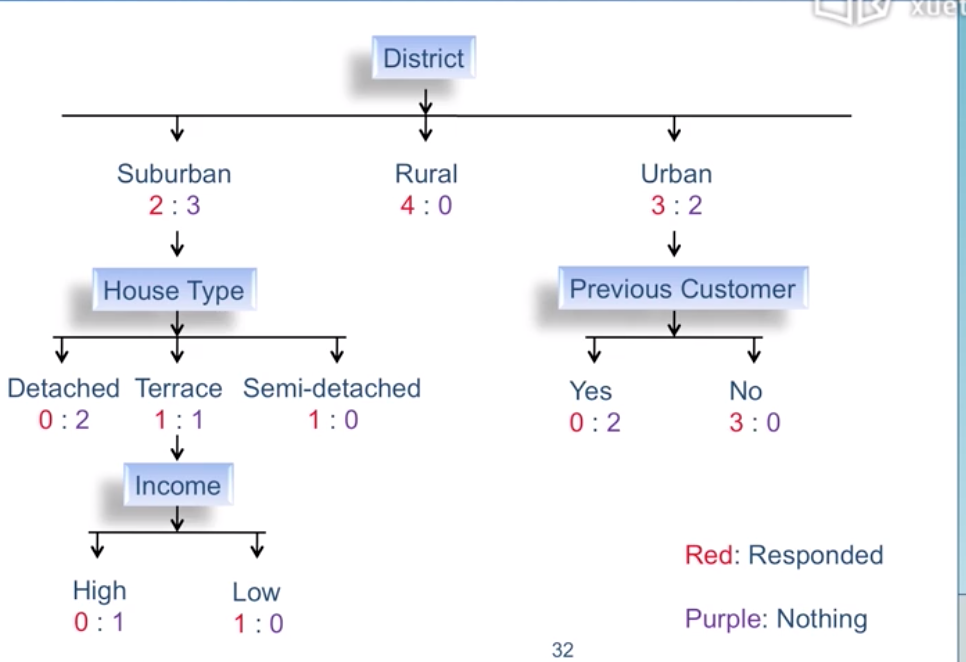 xuet
District
Suburban Rural Urban
2 : 3 4 : 0 3 : 2
House Type Previous Customer
Detached Terrace Semi-detached Yes No
0 : 2 1 : 1 1 : 0 0 : 2 3 : 0
Income
High Low
0 : 1 1 : 0
Red: Responded
Purple: Nothing
32